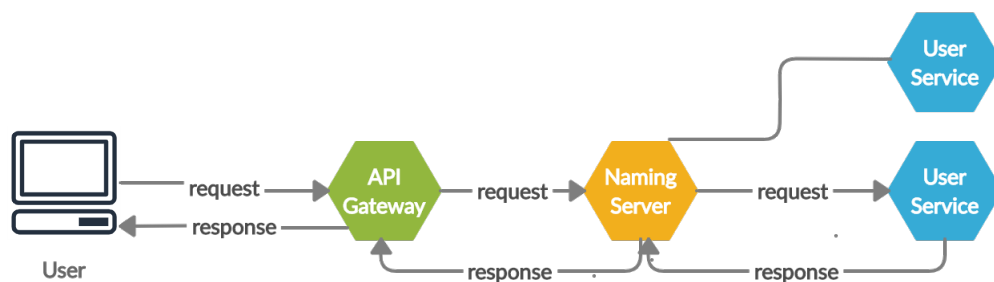 User
Service
request
API
Gateway
request
Naming
Server
request
User
Service
response
response
response
User